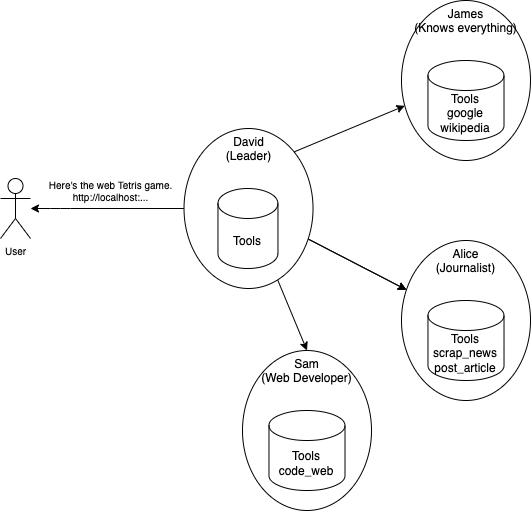 James
(Knows everything)
Tools
google
wikipedia
David
(Leader)
Tools
Here's the web Tetris game.
http://localhost:...
User
Alice
(Journalist)
Tools
scrap_news
post_article
Sam
(Web Developer)
Tools
code_web